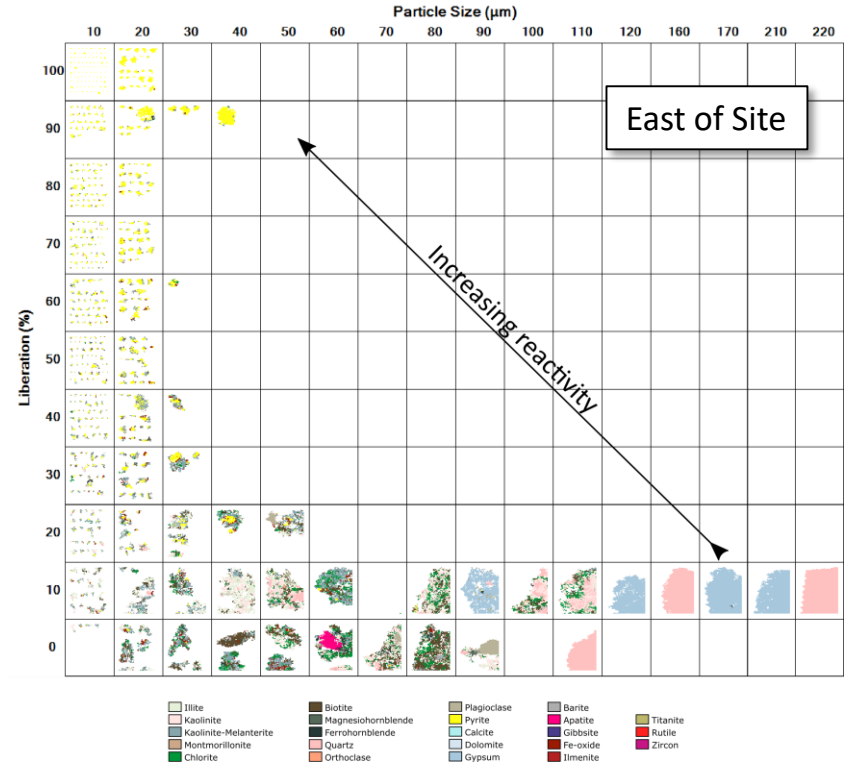 Particle Size (µm)
10 20 30 40 50 60 70 80 90 100 110 120 160 170 210 220
East of Site
Increasing reactivity
Liberation (%)
100
90
80
70
60
50
40
30
20
10
0
Illite Biotite Plagioclase Barite
Kaolinite Magnesiohornblende Pyrite Apatite Titanite
Kaolinite-Melanterite Ferrohornblende Calcite Gibbsite Rutile
Montmorillonite Quartz Dolomite Fe-oxide Zircon
Chlorite Orthoclase Gypsum Ilmenite